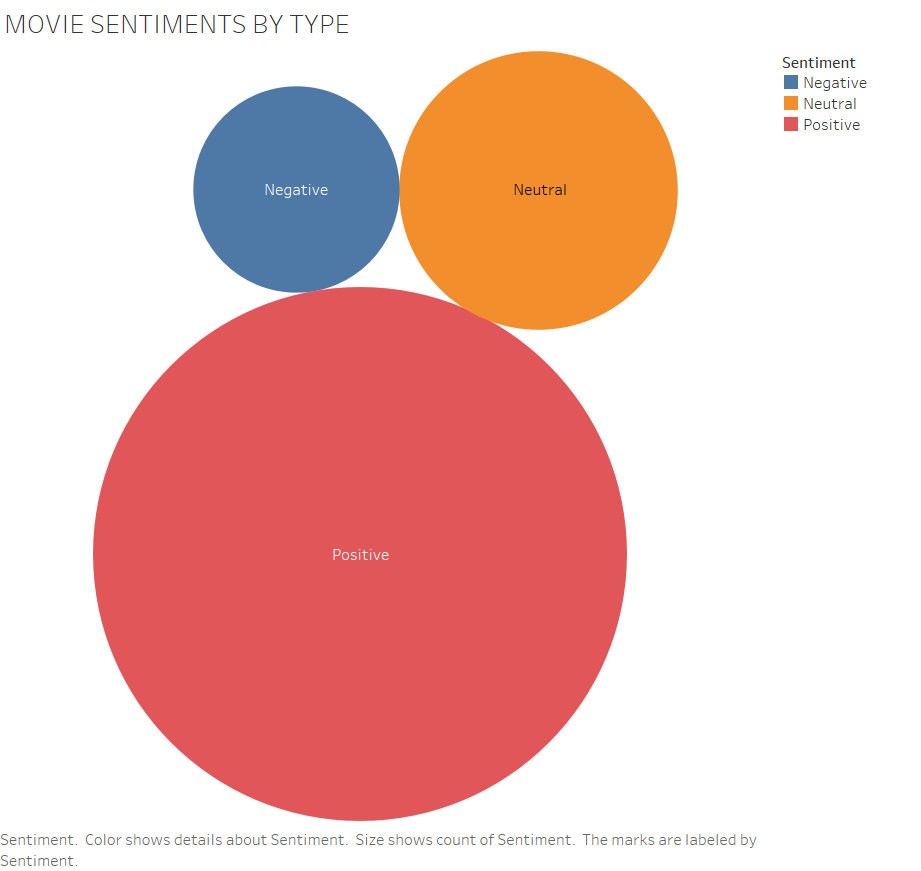 MOVIE SENTIMENTS BY TYPE
Sentiment
Negative
Neutral
Positive
Negative
Neutral
Positive
Sentiment.  Color shows details about Sentiment.  Size shows count of Sentiment.  The marks are labeled by
Sentiment.